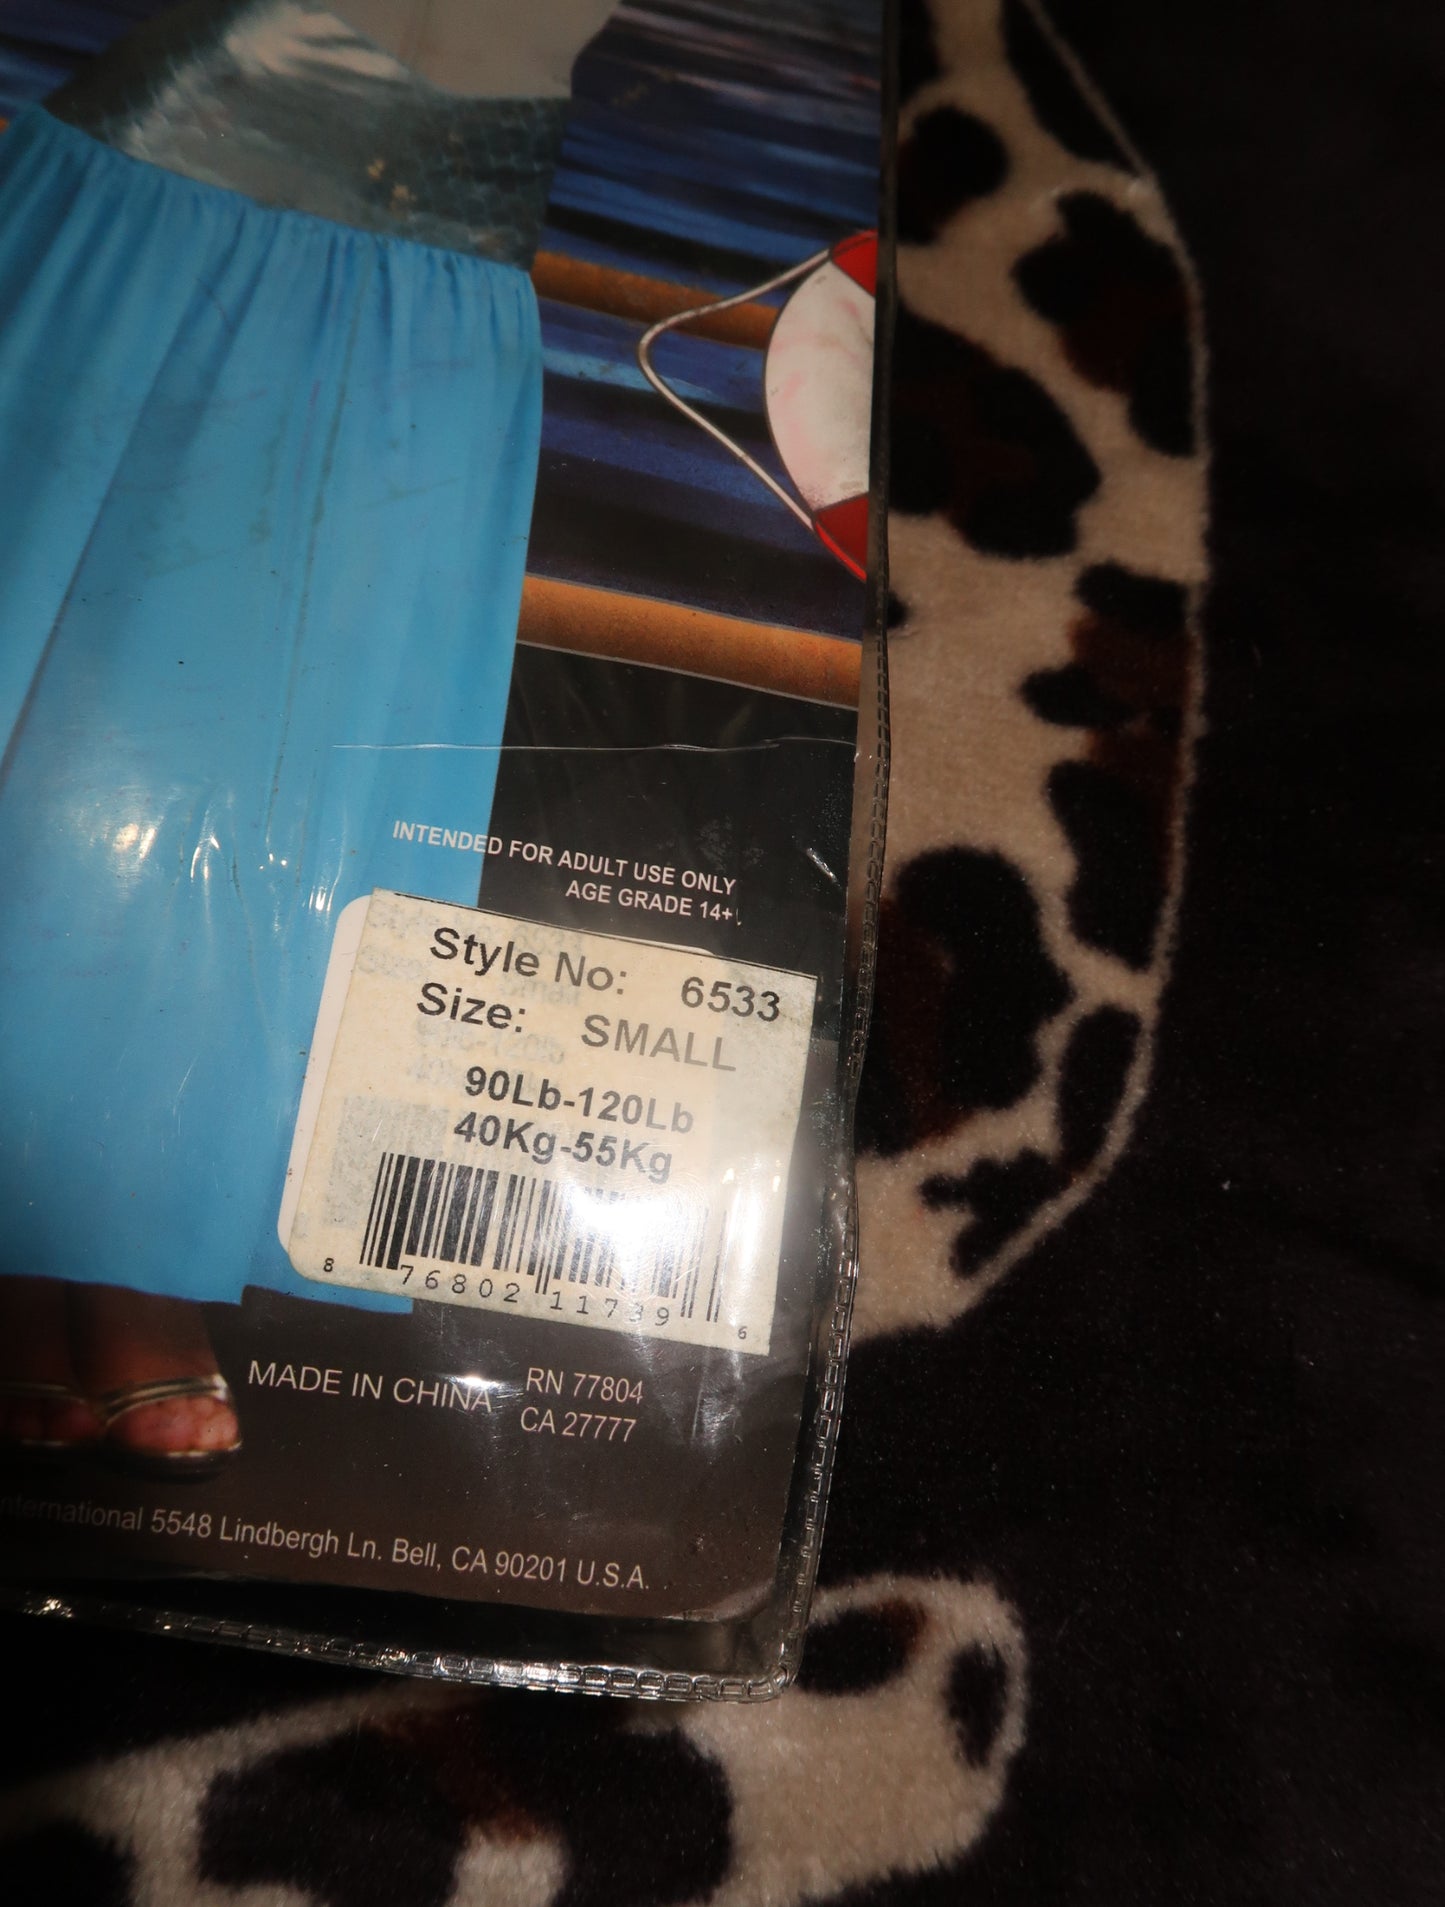 INTENDED FOR ADULT USE ONLY
AGE GRADE 14+
Style No: 6533
Size: SMALL
90Lb-120Lb
40Kg-55Kg
8 76802 11739 6
MADE IN CHINA
RN 77804
CA 27777
nternational 5548 Lindbergh Ln. Bell, CA 90201 U.S.A.